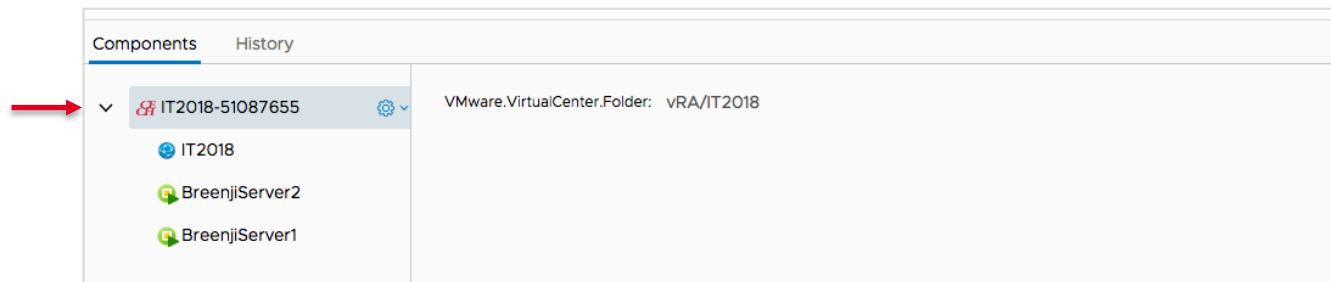 Components History
IT2018-51087655
VMware.VirtualCenter.Folder: vRA/IT2018
IT2018
BreenjiServer2
BreenjiServer1